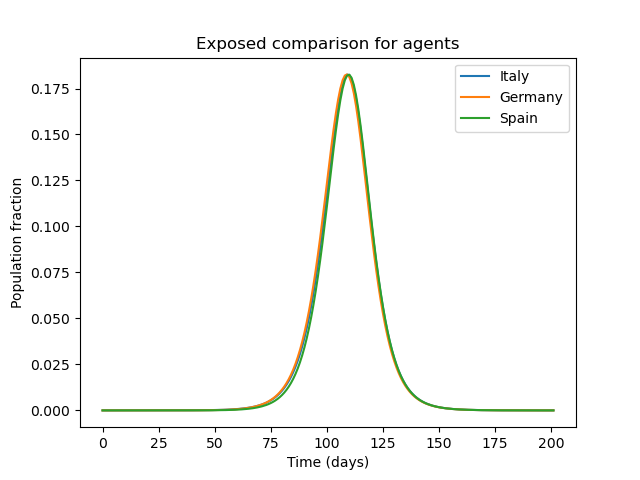 Exposed comparison for agents
Italy
Germany
Spain
Population fraction
0.175
0.150
0.125
0.100
0.075
0.050
0.025
0.000
0 25 50 75 100 125 150 175 200
Time (days)